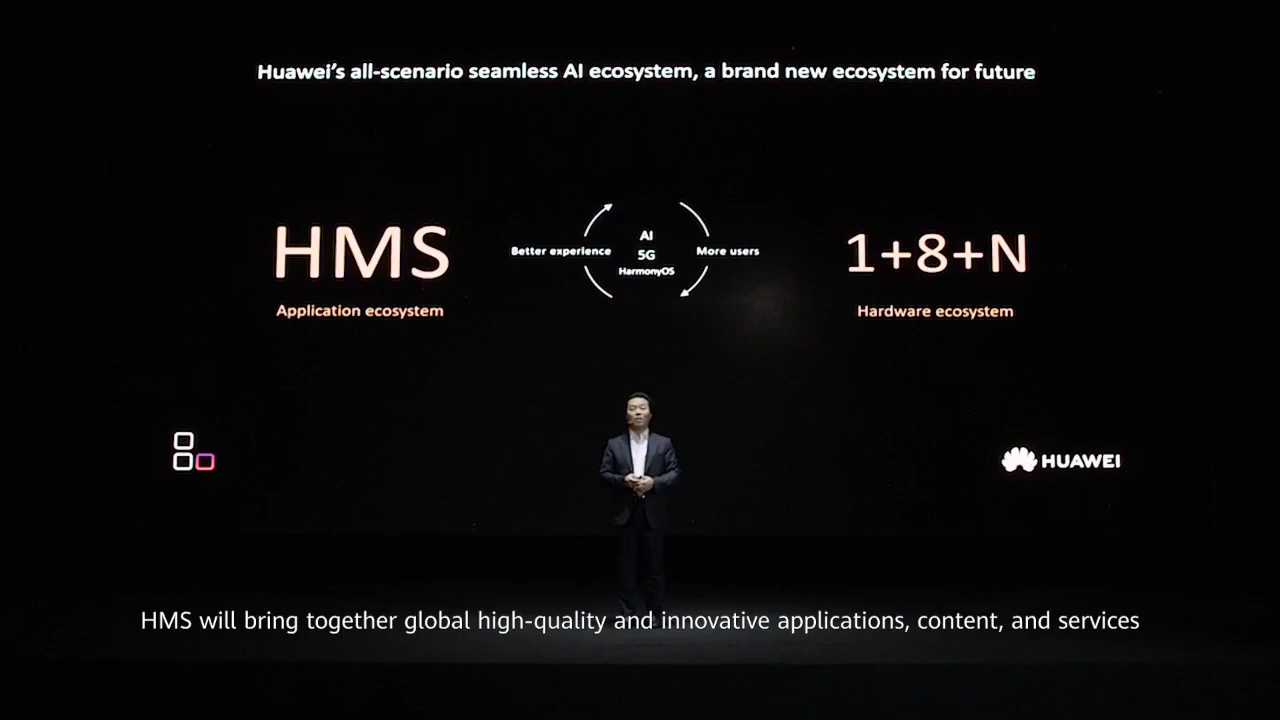 Huawei's all-scenario seamless AI ecosystem, a brand new ecosystem for future
HMS
Application ecosystem
Better experience
AI
5G
HarmonyOS
More users
1+8+N
Hardware ecosystem
HUAWEI
HMS will bring together global high-quality and innovative applications, content, and services